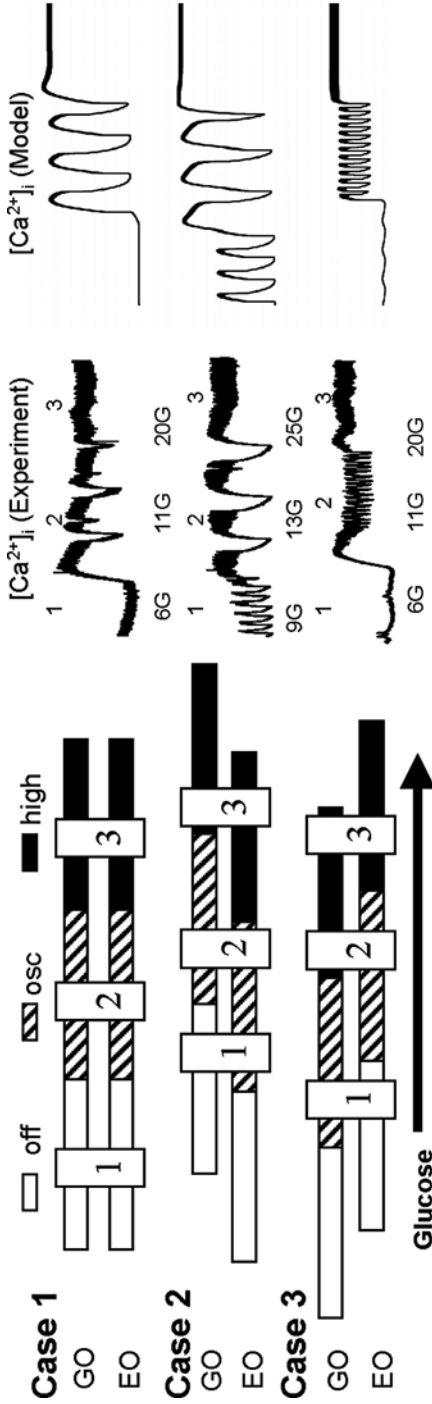 off osc high
[Ca2+]i (Experiment) [Ca2+]i (Model)
Case 1
GO
EO
1 2 3
1 2 3
6G 11G 20G
Case 2
GO
EO
1 2 3
1 2 3
9G 13G 25G
Case 3
GO
EO
1 2 3
1 2 3
6G 11G 20G
Glucose